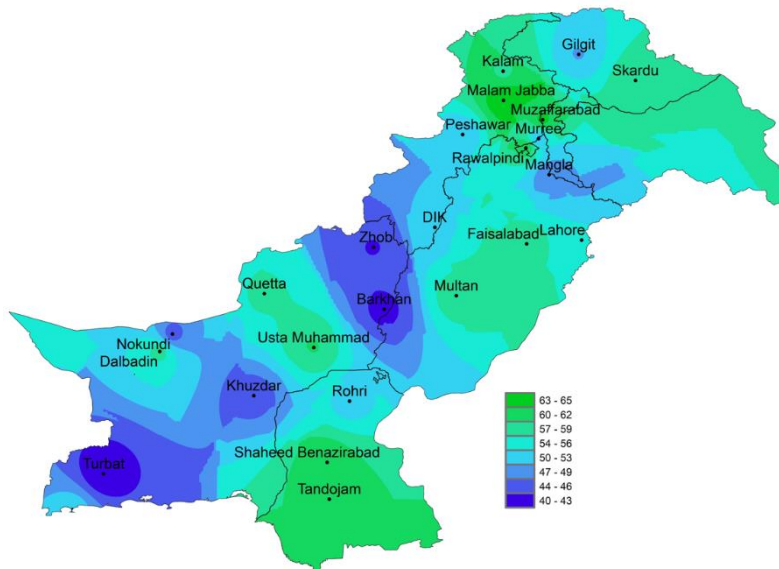 Gilgit
Kalam
Skardu
Malam Jabba
Muzaffarabad
Peshawar
Murree
Rawalpindi
Mangla
DIK
Zhob
Faisalabad
Lahore
Quetta
Multan
Barkhan
Usta Muhammad
Nokundi
Dalbadin
Khuzdar
Rohri
Shaheed Benazirabad
Turbat
Tandojam
63 - 65
60 - 62
57 - 59
54 - 56
50 - 53
47 - 49
44 - 46
40 - 43